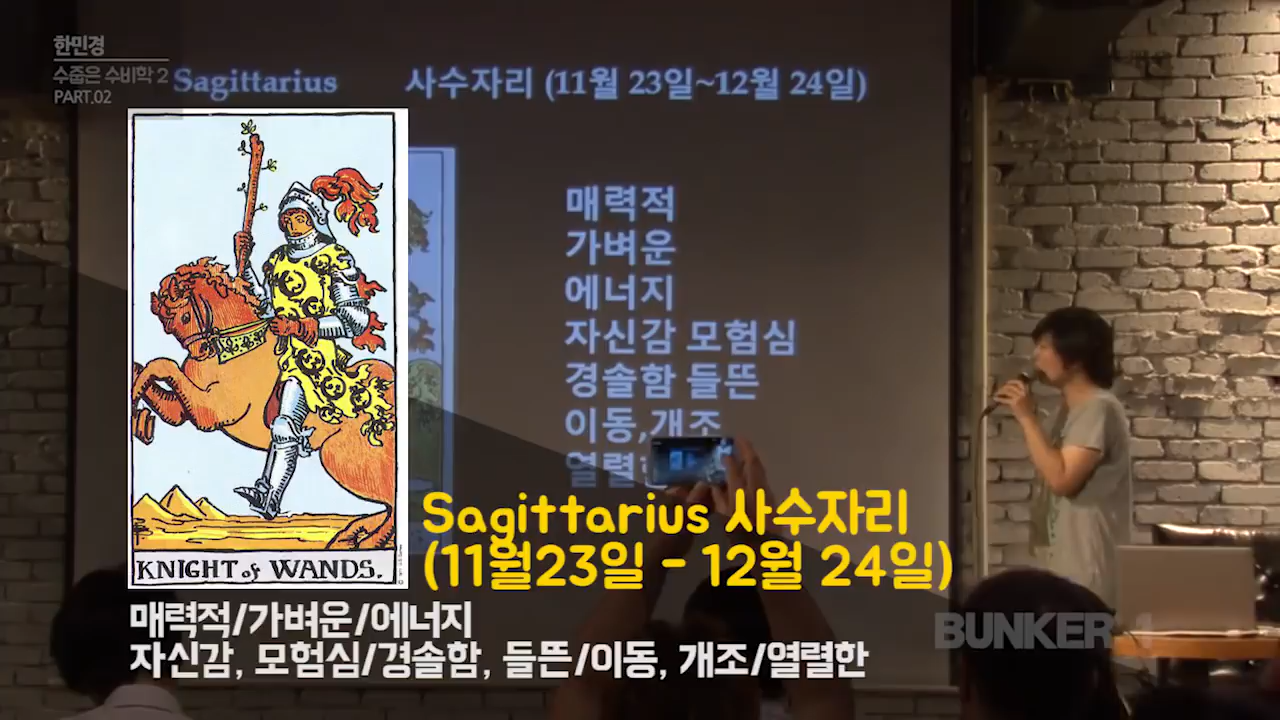 한민경
수줍은 수비학 2
PART.02
Sagittarius 사수자리 (11월 23일~12월 24일)
매력적
가벼운
에너지
자신감 모험심
경솔함 들뜬
이동,개조
열렬한
KNIGHT of WANDS.
Sagittarius 사수자리
(11월23일 - 12월 24일)
매력적/가벼운/에너지
자신감, 모험심/경솔함, 들뜬/이동, 개조/열렬한
BUNKER 1